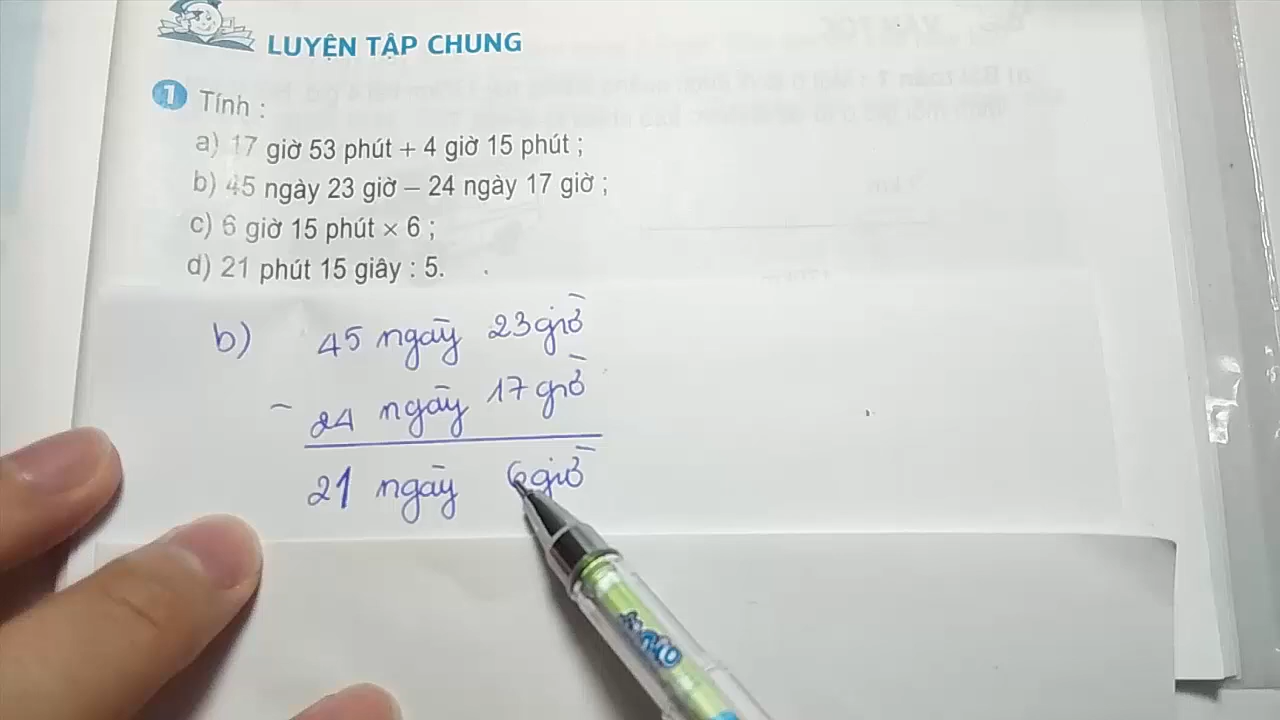 LUYỆN TẬP CHUNG
1 Tính :
a) 17 giờ 53 phút + 4 giờ 15 phút ;
b) 45 ngày 23 giờ – 24 ngày 17 giờ ;
c) 6 giờ 15 phút × 6 ;
d) 21 phút 15 giây : 5.
b) 45 ngày 23 giờ
– 24 ngày 17 giờ
21 ngày 6 giờ